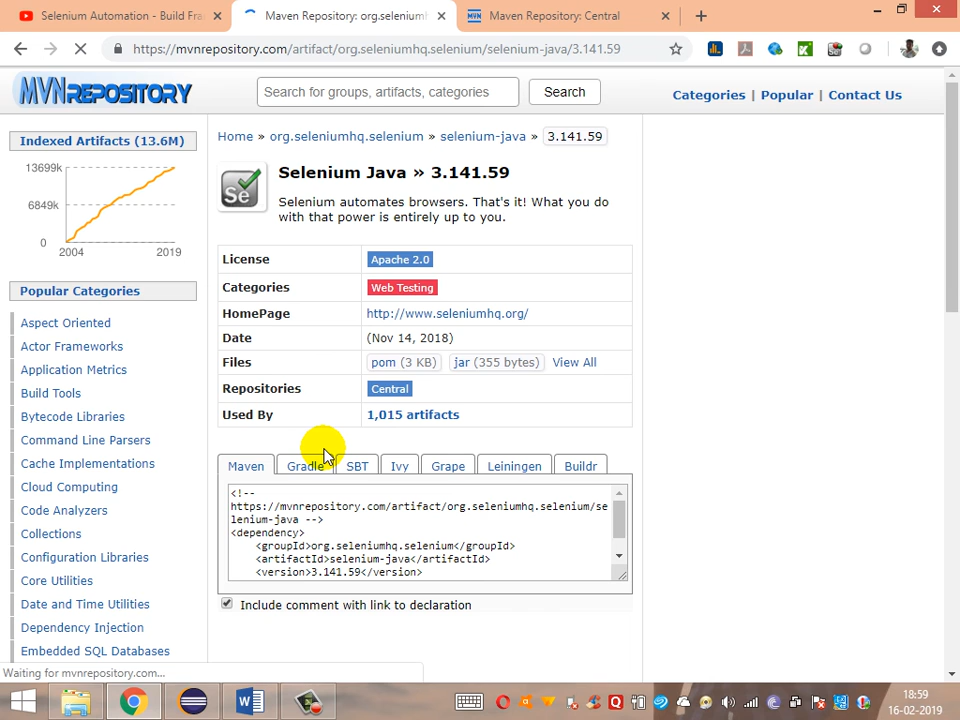 Selenium Automation - Build Fra
Maven Repository: org.seleniumh
Maven Repository: Central
https://mvnrepository.com/artifact/org.seleniumhq.selenium/selenium-java/3.141.59
MVNREPOSITORY
Search for groups, artifacts, categories
Search
Categories | Popular | Contact Us
Indexed Artifacts (13.6M)
13699k
6849k
0
2004
2019
Popular Categories
Aspect Oriented
Actor Frameworks
Application Metrics
Build Tools
Bytecode Libraries
Command Line Parsers
Cache Implementations
Cloud Computing
Code Analyzers
Collections
Configuration Libraries
Core Utilities
Date and Time Utilities
Dependency Injection
Embedded SQL Databases
Home » org.seleniumhq.selenium » selenium-java » 3.141.59
Se
Selenium Java » 3.141.59
Selenium automates browsers. That's it! What you do
with that power is entirely up to you.
License Apache 2.0
Categories Web Testing
HomePage http://www.seleniumhq.org/
Date (Nov 14, 2018)
Files pom (3 KB) jar (355 bytes) View All
Repositories Central
Used By 1,015 artifacts
Maven Gradle SBT Ivy Grape Leiningen Buildr
<!--
https://mvnrepository.com/artifact/org.seleniumhq.selenium/se
lenium-java -->
<dependency>
<groupId>org.seleniumhq.selenium</groupId>
<artifactId>selenium-java</artifactId>
<version>3.141.59</version>
Include comment with link to declaration
Waiting for mvnrepository.com...
18:59
16-02-2019